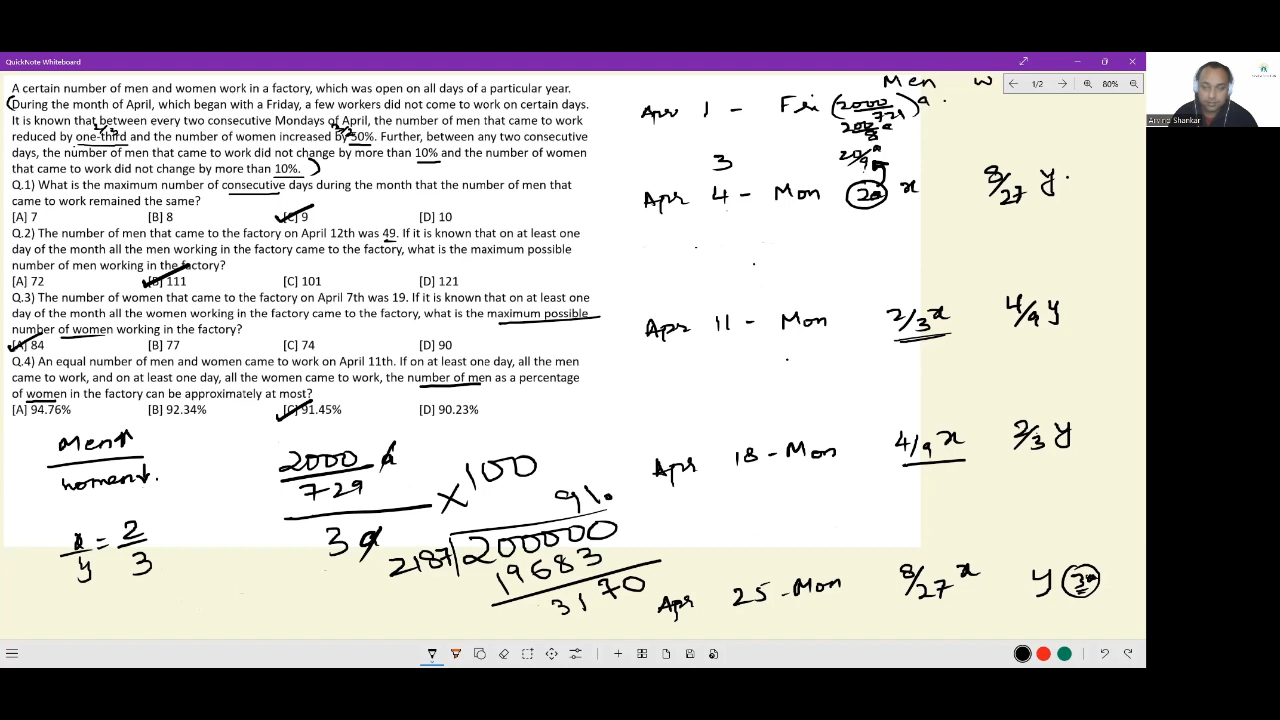 QuickNote Whiteboard
A certain number of men and women work in a factory, which was open on all days of a particular year.
During the month of April, which began with a Friday, a few workers did not come to work on certain days.
It is known that between every two consecutive Mondays of April, the number of men that came to work
2/3 3/2
reduced by one-third and the number of women increased by 50%. Further, between any two consecutive
days, the number of men that came to work did not change by more than 10% and the number of women
that came to work did not change by more than 10%.
Q.1) What is the maximum number of consecutive days during the month that the number of men that
came to work remained the same?
[A] 7 [B] 8 [C] 9 [D] 10
Q.2) The number of men that came to the factory on April 12th was 49. If it is known that on at least one
day of the month all the men working in the factory came to the factory, what is the maximum possible
number of men working in the factory?
[A] 72 [B] 111 [C] 101 [D] 121
Q.3) The number of women that came to the factory on April 7th was 19. If it is known that on at least one
day of the month all the women working in the factory came to the factory, what is the maximum possible
number of women working in the factory?
[A] 84 [B] 77 [C] 74 [D] 90
Q.4) An equal number of men and women came to work on April 11th. If on at least one day, all the men
came to work, and on at least one day, all the women came to work, the number of men as a percentage
of women in the factory can be approximately at most?
[A] 94.76% [B] 92.34% [C] 91.45% [D] 90.23%
Men↑
women↓.
x/y = 2/3
2000 a
729
3 a
× 100
91.
2187 200000
19683
3170
Men W
1/2 80%
Apr 1 - Fri (2000/729) a.
3 20/9 a
Apr 4 - Mon 2a x 8/27 y.
Apr 11 - Mon 2/3 x 4/9 y
Apr 18 - Mon 4/9 x 2/3 y
Apr 25 - Mon 8/27 x y 3a
Arvind Shankar